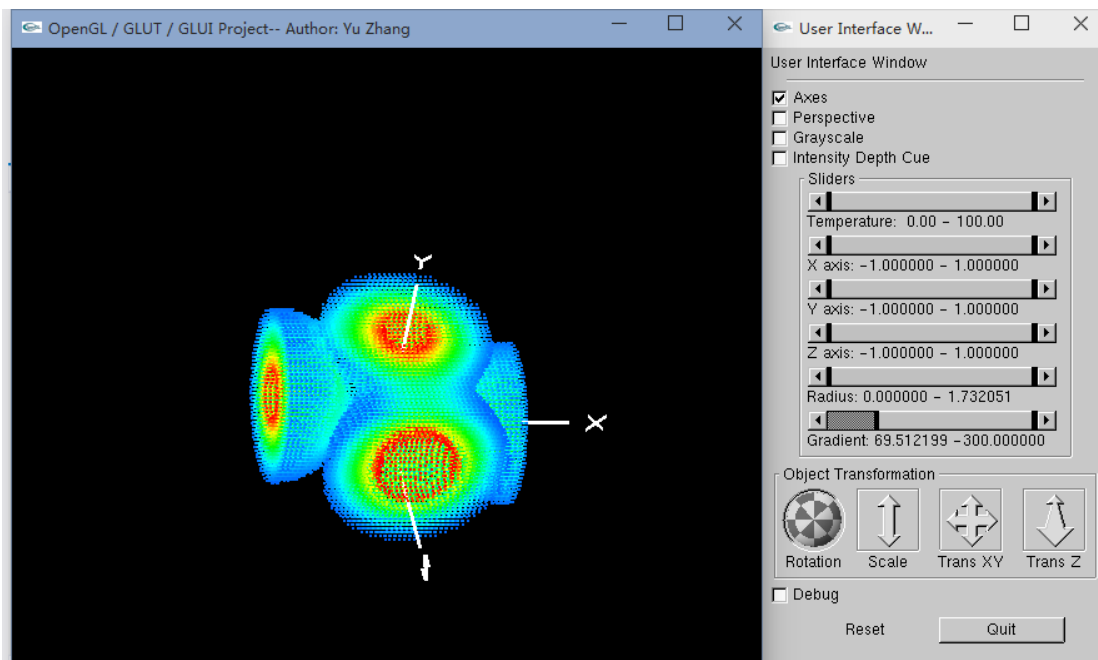 OpenGL / GLUT / GLUI Project-- Author: Yu Zhang
Y
X
User Interface W...
User Interface Window
Axes
Perspective
Grayscale
Intensity Depth Cue
Sliders
Temperature: 0.00 - 100.00
X axis: -1.000000 - 1.000000
Y axis: -1.000000 - 1.000000
Z axis: -1.000000 - 1.000000
Radius: 0.000000 - 1.732051
Gradient: 69.512199 -300.000000
Object Transformation
Rotation Scale Trans XY Trans Z
Debug
Reset Quit